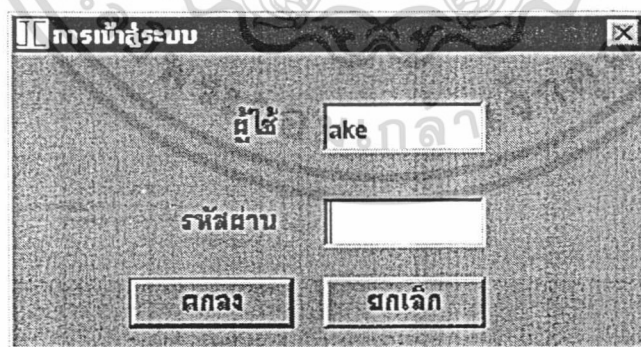 การเข้าสู่ระบบ
ผู้ใช้ ake
รหัสผ่าน
ตกลง ยกเลิก